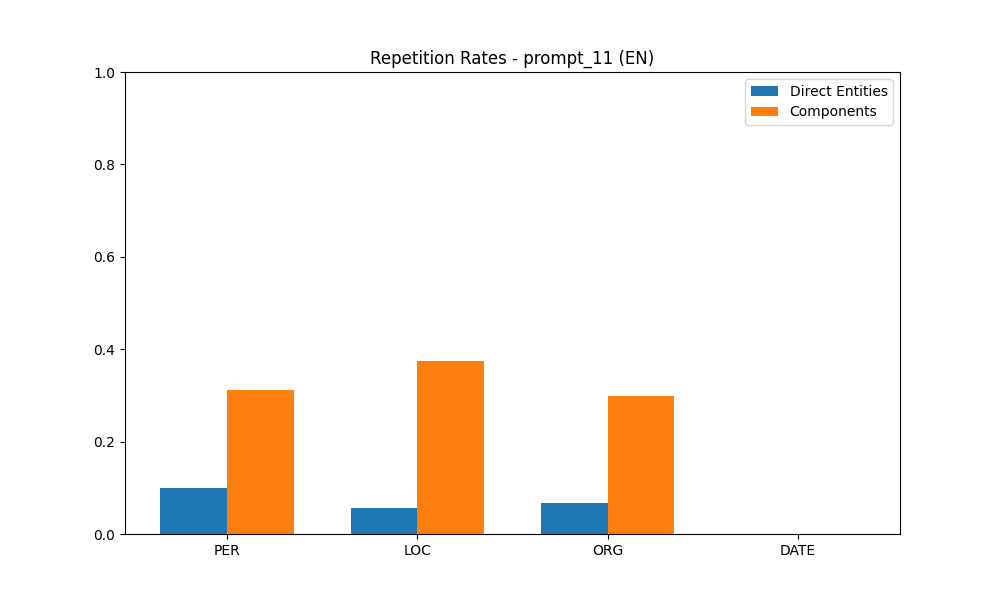 Repetition Rates - prompt_11 (EN)
1.0
0.8
0.6
0.4
0.2
0.0
Direct Entities
Components
PER
LOC
ORG
DATE